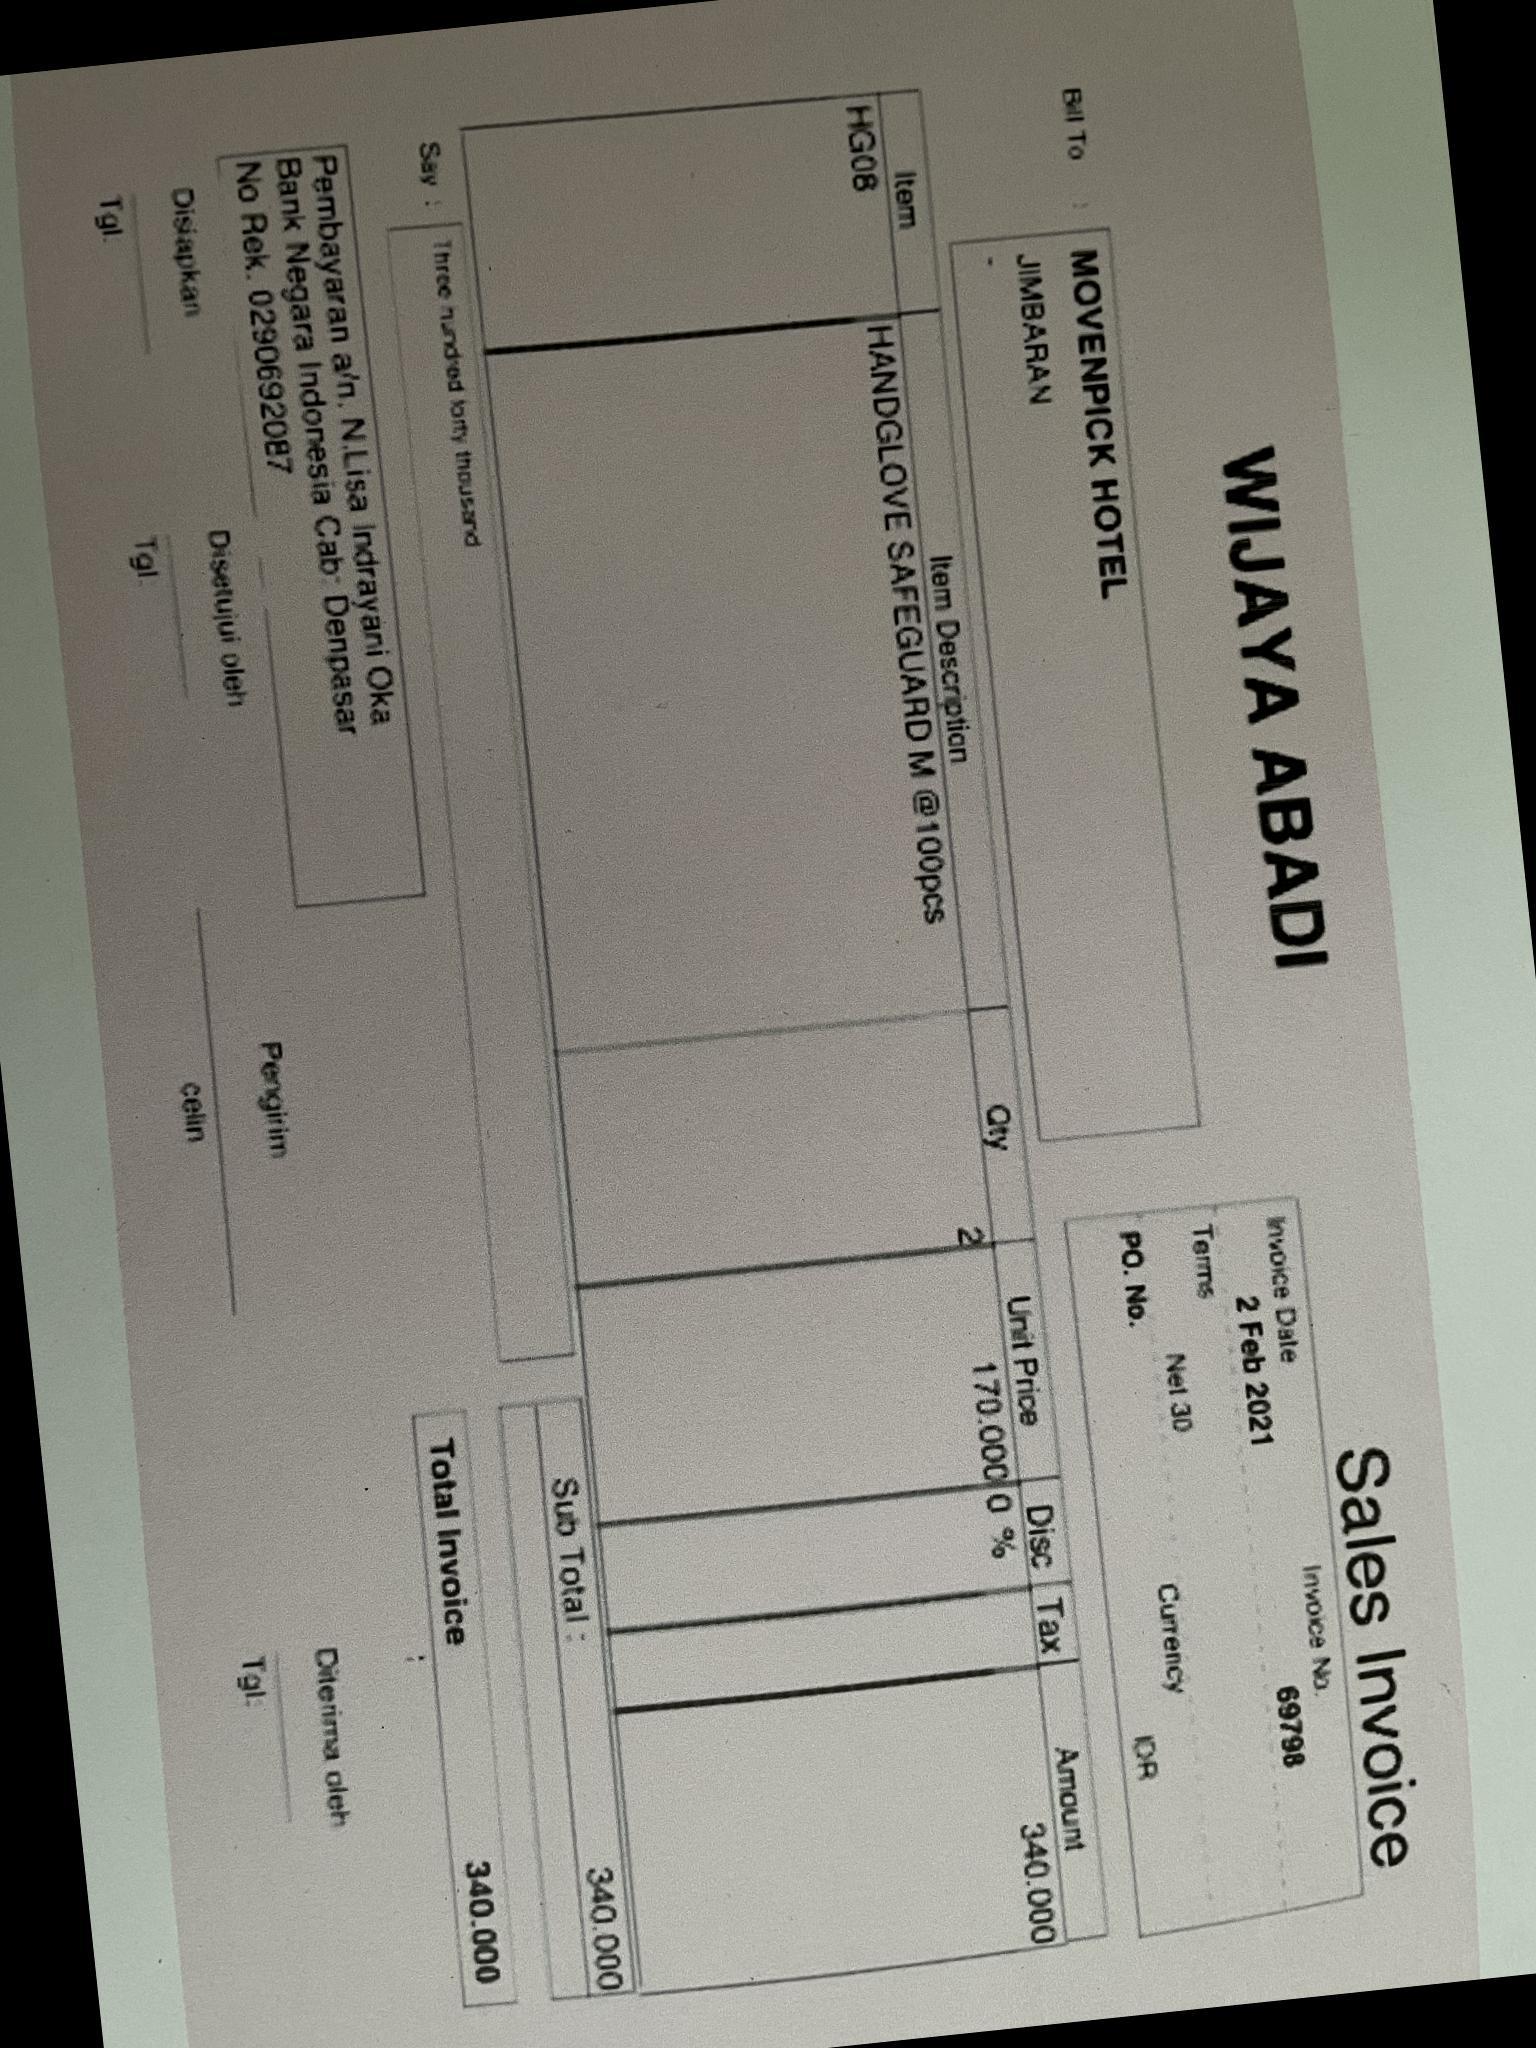 WIJAYA ABADI
Sales Invoice
Bill To :
MOVENPICK HOTEL
JIMBARAN
-
Invoice Date
2 Feb 2021
Invoice No.
69798
Terms
Net 30
Currency
IDR
PO. No.
Item Item Description Qty Unit Price Disc Tax Amount
HG08 HANDGLOVE SAFEGUARD M @100pcs 2 170.000 0 % 340.000
Say : Three hundred forty thousand
Sub Total : 340.000
Total Invoice : 340.000
Pembayaran a/n. N.Lisa Indrayani Oka
Bank Negara Indonesia Cab: Denpasar
No Rek. 0290692087
Disiapkan Disetujui oleh Pengirim Diterima oleh
Tgl. Tgl. celin Tgl.